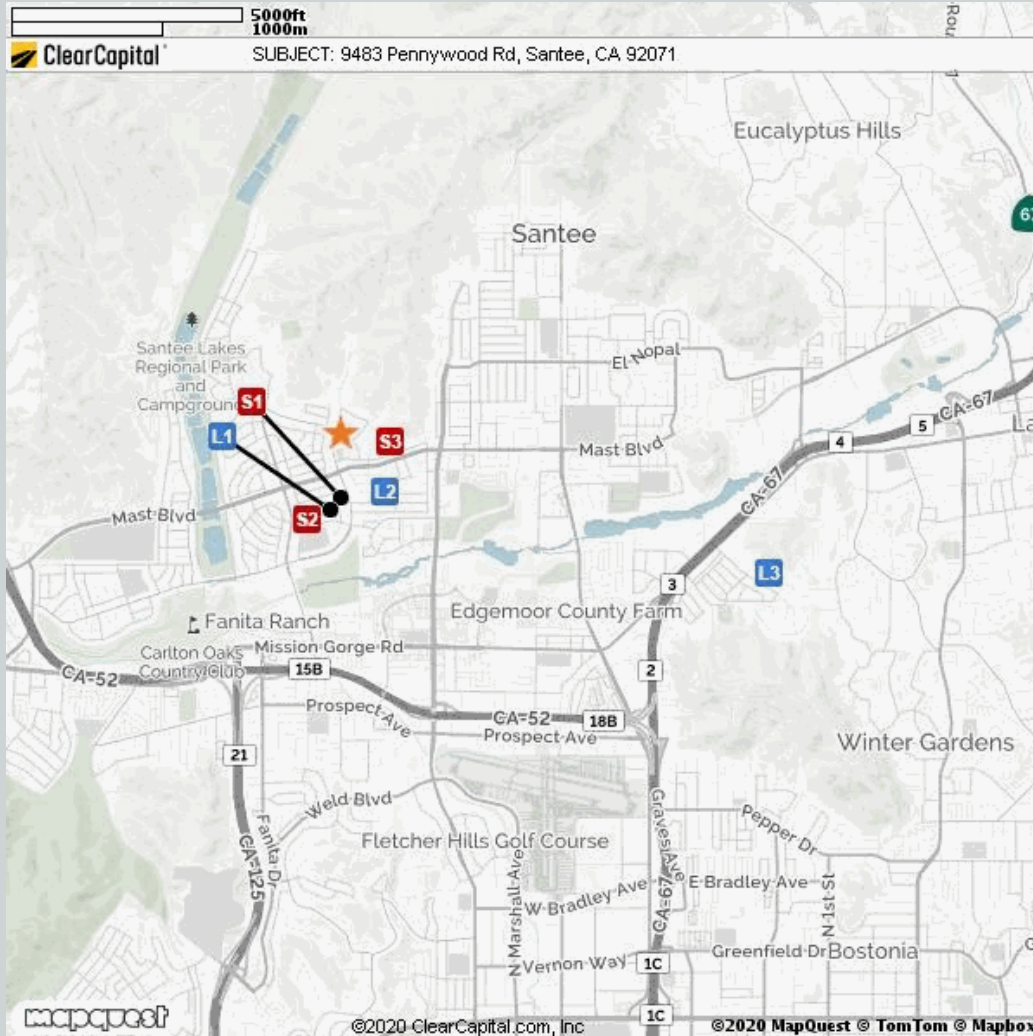 5000ft
1000m
ClearCapital
SUBJECT: 9483 Pennywood Rd, Santee, CA 92071
Eucalyptus Hills
67
Santee
Santee Lakes
Regional Park
and
Campground
El Nopal
S1
L1
S3
CA-67
5
4
Mast Blvd
L2
CA-67
Mast Blvd
S2
L3
3
Edgemoor County Farm
Fanita Ranch
Carlton Oaks
Country Club
Mission Gorge Rd
CA-52
15B
2
Prospect Ave
CA-52
18B
Prospect Ave
21
Winter Gardens
Weld Blvd
Graves Ave
Pepper Dr
Fanita Dr
CA-125
Fletcher Hills Golf Course
N Marshall Ave
W Bradley Ave
E Bradley Ave
CA-67
N 1st St
Greenfield Dr
Bostonia
Vernon Way
1C
1C
mapquest
©2020 ClearCapital.com, Inc
©2020 MapQuest © TomTom © Mapbo